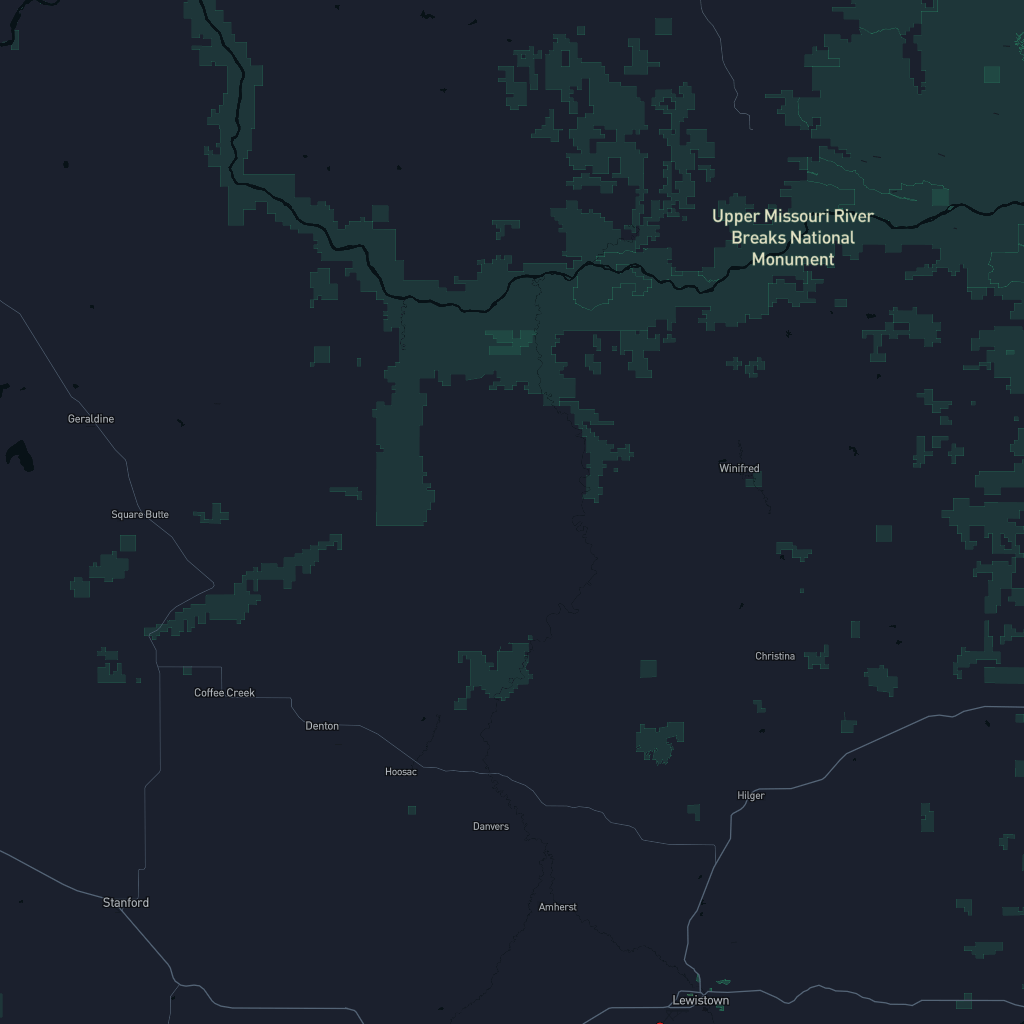 Upper Missouri River
Breaks National
Monument
Geraldine
Winifred
Square Butte
Christina
Coffee Creek
Denton
Hoosac
Hilger
Danvers
Stanford
Amherst
Lewistown